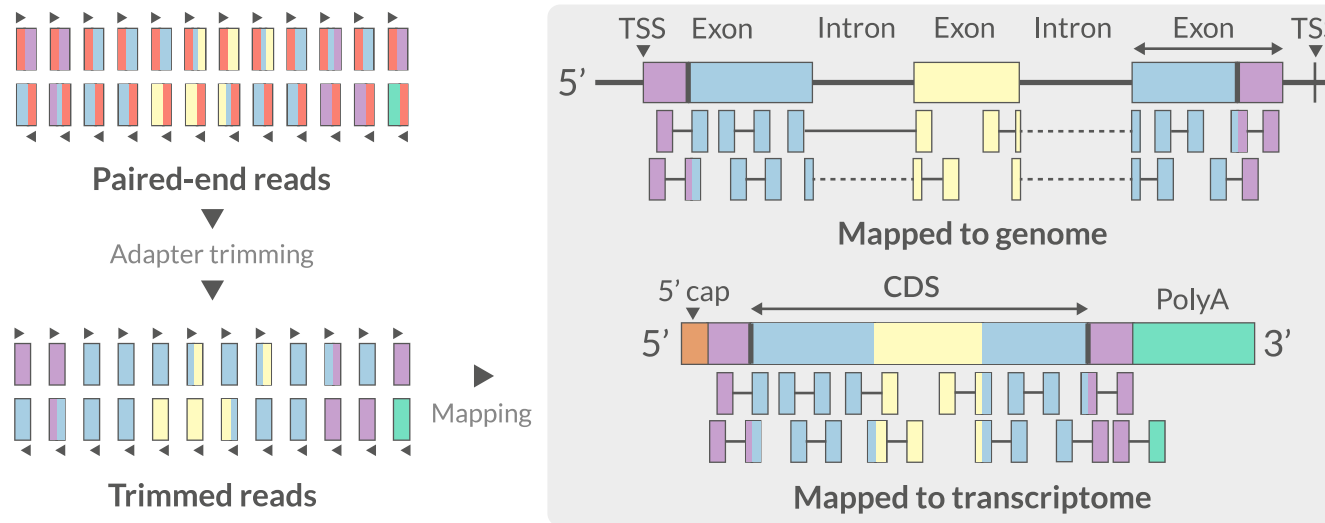 Paired-end reads
Adapter trimming
Trimmed reads
Mapping
TSS Exon Intron Exon Intron Exon
5’
Mapped to genome
5’ cap CDS PolyA
5’ 3’
Mapped to transcriptome